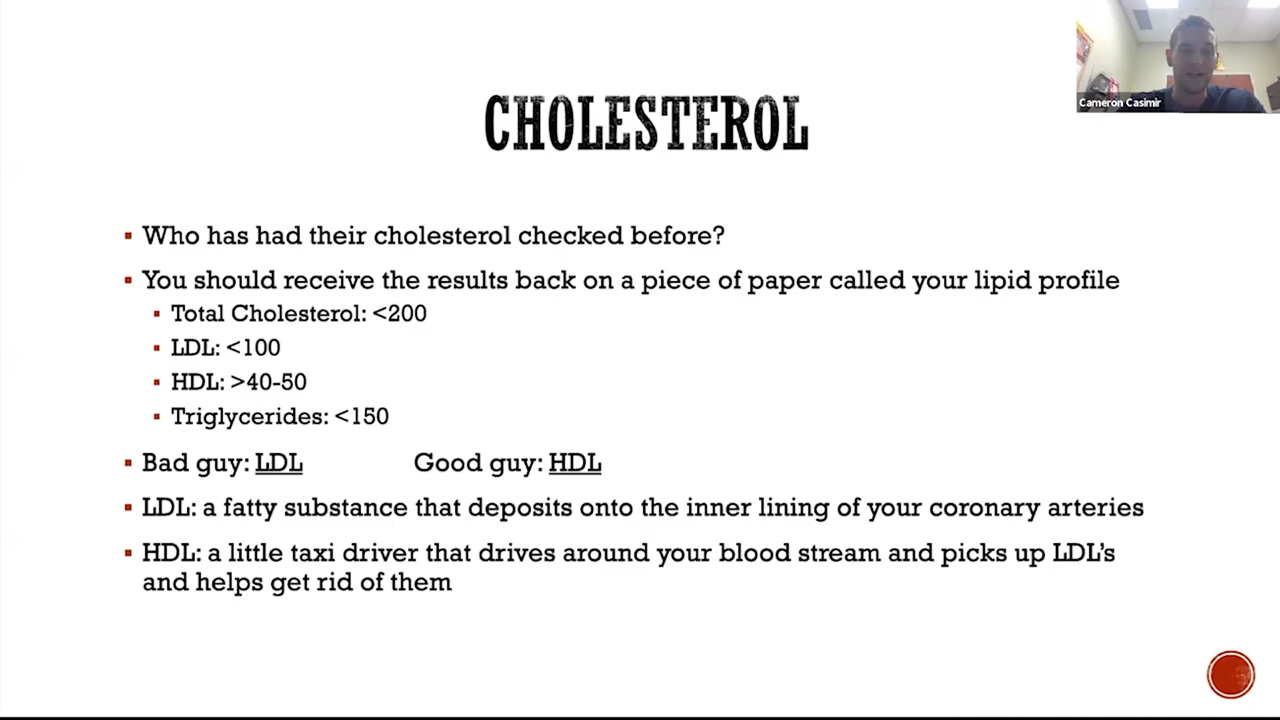 Cameron Casimir
CHOLESTEROL
▪ Who has had their cholesterol checked before?
▪ You should receive the results back on a piece of paper called your lipid profile
▪ Total Cholesterol: <200
▪ LDL: <100
▪ HDL: >40-50
▪ Triglycerides: <150
▪ Bad guy: LDL Good guy: HDL
▪ LDL: a fatty substance that deposits onto the inner lining of your coronary arteries
▪ HDL: a little taxi driver that drives around your blood stream and picks up LDL's
and helps get rid of them